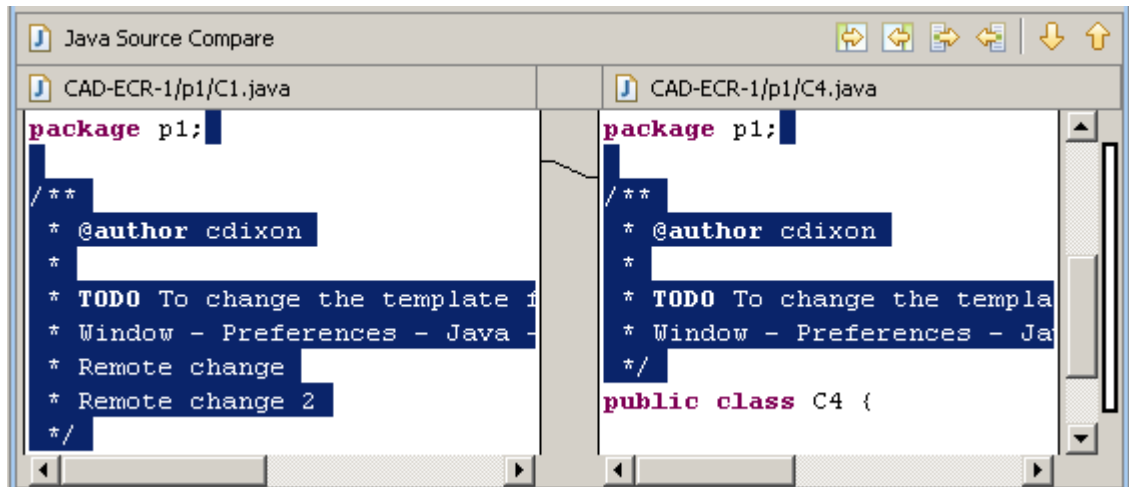 Java Source Compare
CAD-ECR-1/p1/C1.java
package p1;
/**
* @author cdixon
*
* TODO To change the template f
* Window - Preferences - Java -
* Remote change
* Remote change 2
*/
CAD-ECR-1/p1/C4.java
package p1;
/**
* @author cdixon
*
* TODO To change the templa
* Window - Preferences - Ja
*/
public class C4 {